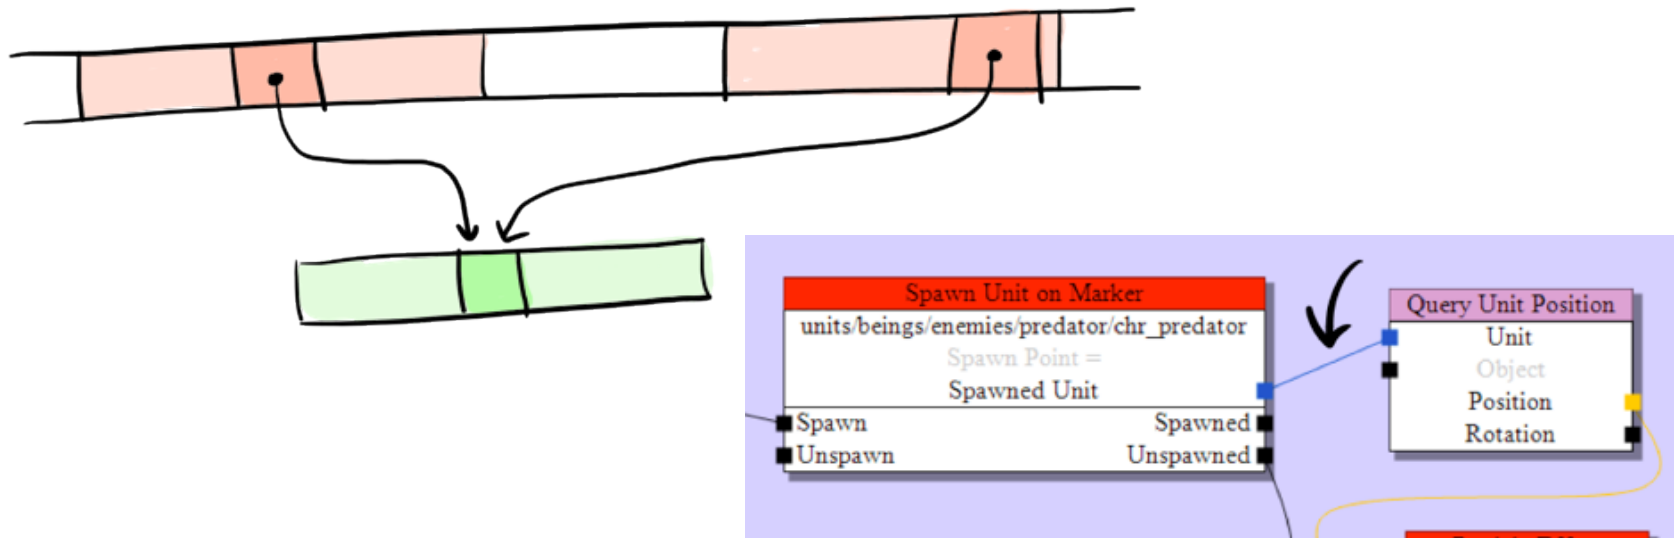 Spawn Unit on Marker
units/beings/enemies/predator/chr_predator
Spawn Point =
Spawned Unit
Spawn Spawned
Unspawn Unspawned
Query Unit Position
Unit
Object
Position
Rotation